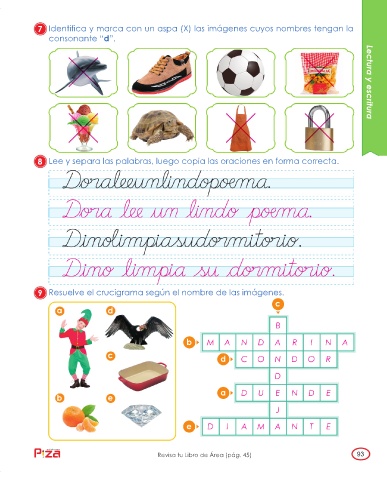 7 Identifica y marca con un aspa (X) las imágenes cuyos nombres tengan la
consonante "d".
Lectura y escritura
8 Lee y separa las palabras, luego copia las oraciones en forma correcta.
Doraleeunlindopoema.
Dora lee un lindo poema.
Dinolimpiasudormitorio.
Dino limpia su dormitorio.
9 Resuelve el crucigrama según el nombre de las imágenes.
a d
c
b e
c
B
b M A N D A R I N A
d C O N D O R
D
a D U E N D E
J
e D I A M A N T E
Revisa tu Libro de Área (pág. 45)
93